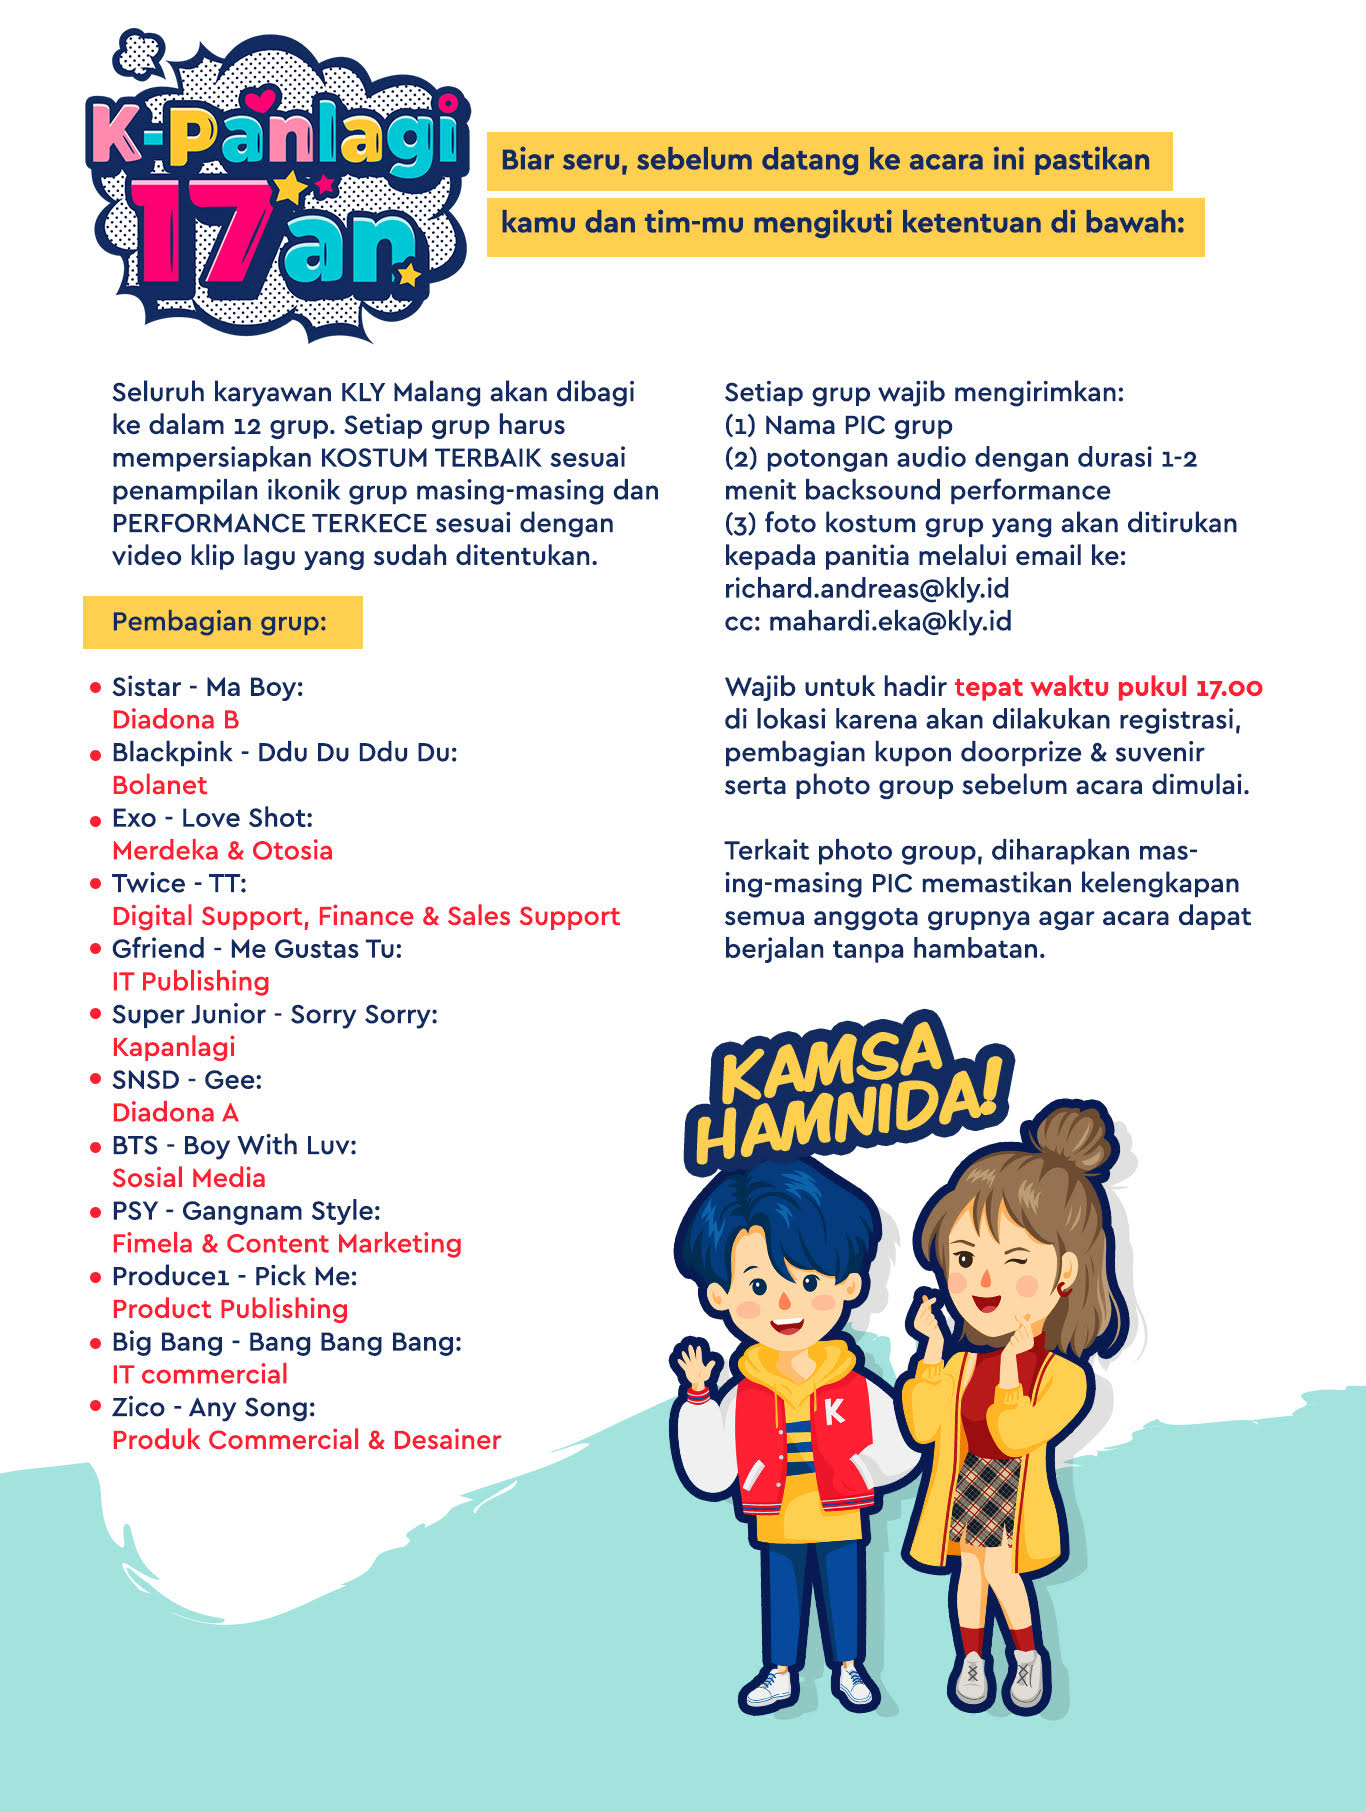 K-Panlagi
17an
Biar seru, sebelum datang ke acara ini pastikan
kamu dan tim-mu mengikuti ketentuan di bawah:
Seluruh karyawan KLY Malang akan dibagi
ke dalam 12 grup. Setiap grup harus
mempersiapkan KOSTUM TERBAIK sesuai
penampilan ikonik grup masing-masing dan
PERFORMANCE TERKECE sesuai dengan
video klip lagu yang sudah ditentukan.
Pembagian grup:
• Sistar - Ma Boy:
Diadona B
• Blackpink - Ddu Du Ddu Du:
Bolanet
• Exo - Love Shot:
Merdeka & Otosia
• Twice - TT:
Digital Support, Finance & Sales Support
• Gfriend - Me Gustas Tu:
IT Publishing
• Super Junior - Sorry Sorry:
Kapanlagi
• SNSD - Gee:
Diadona A
• BTS - Boy With Luv:
Sosial Media
• PSY - Gangnam Style:
Fimela & Content Marketing
• Produce1 - Pick Me:
Product Publishing
• Big Bang - Bang Bang Bang:
IT commercial
• Zico - Any Song:
Produk Commercial & Desainer
Setiap grup wajib mengirimkan:
(1) Nama PIC grup
(2) potongan audio dengan durasi 1-2
menit backsound performance
(3) foto kostum grup yang akan ditirukan
kepada panitia melalui email ke:
richard.andreas@kly.id
cc: mahardi.eka@kly.id
Wajib untuk hadir tepat waktu pukul 17.00
di lokasi karena akan dilakukan registrasi,
pembagian kupon doorprize & suvenir
serta photo group sebelum acara dimulai.
Terkait photo group, diharapkan mas-
ing-masing PIC memastikan kelengkapan
semua anggota grupnya agar acara dapat
berjalan tanpa hambatan.
KAMSA
HAMNIDA!
K